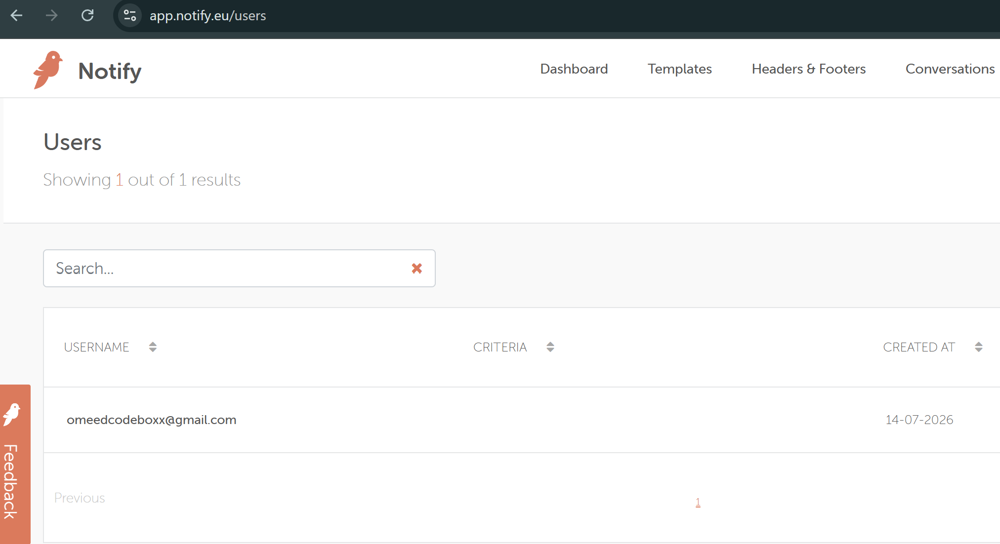 app.notify.eu/users
Notify
Dashboard Templates Headers & Footers Conversations
Users
Showing 1 out of 1 results
Search...
USERNAME CRITERIA CREATED AT
omeedcodeboxx@gmail.com 14-07-2026
Previous 1
Feedback